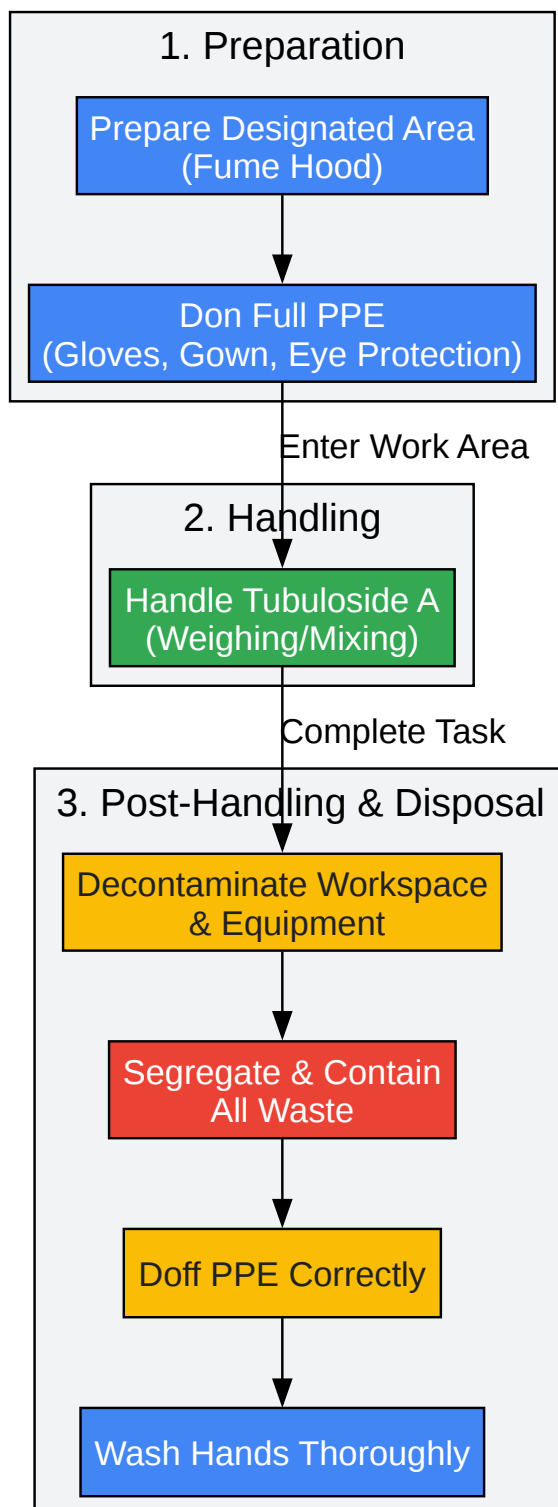 1. Preparation
Prepare Designated Area
(Fume Hood)
Don Full PPE
(Gloves, Gown, Eye Protection)
Enter Work Area
2. Handling
Handle Tubuloside A
(Weighing/Mixing)
Complete Task
3. Post-Handling & Disposal
Decontaminate Workspace
& Equipment
Segregate & Contain
All Waste
Doff PPE Correctly
Wash Hands Thoroughly